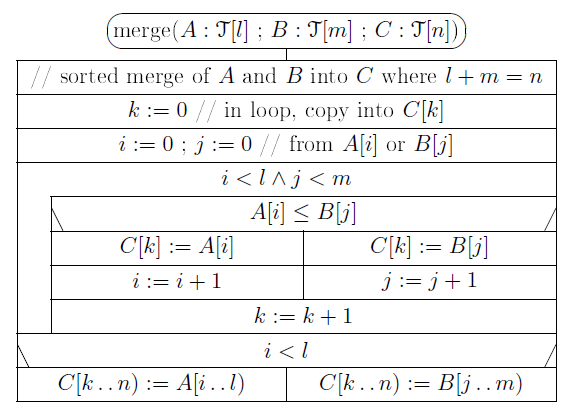 merge(A : 𝒯[l] ; B : 𝒯[m] ; C : 𝒯[n])
// sorted merge of A and B into C where l + m = n
k := 0 // in loop, copy into C[k]
i := 0 ; j := 0 // from A[i] or B[j]
i < l ∧ j < m
A[i] ≤ B[j]
C[k] := A[i] C[k] := B[j]
i := i + 1 j := j + 1
k := k + 1
i < l
C[k..n) := A[i..l) C[k..n) := B[j..m)